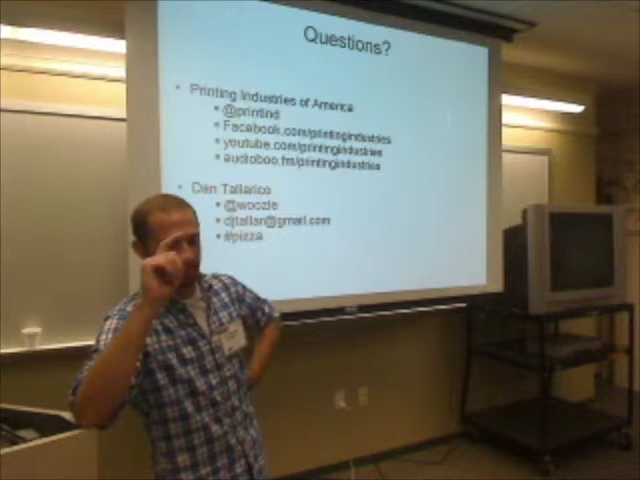 Questions?
Printing Industries of America
@printind
Facebook.com/printingindustries
youtube.com/printingindustries
audioboo.fm/printingindustries
Dan Tallarico
@woozle
djtallar@gmail.com
#pizza